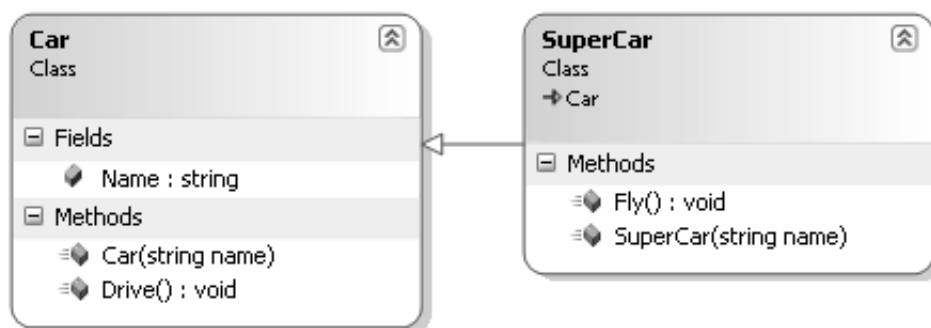 Car
Class
Fields
Name : string
Methods
Car(string name)
Drive() : void
SuperCar
Class
Car
Methods
Fly() : void
SuperCar(string name)